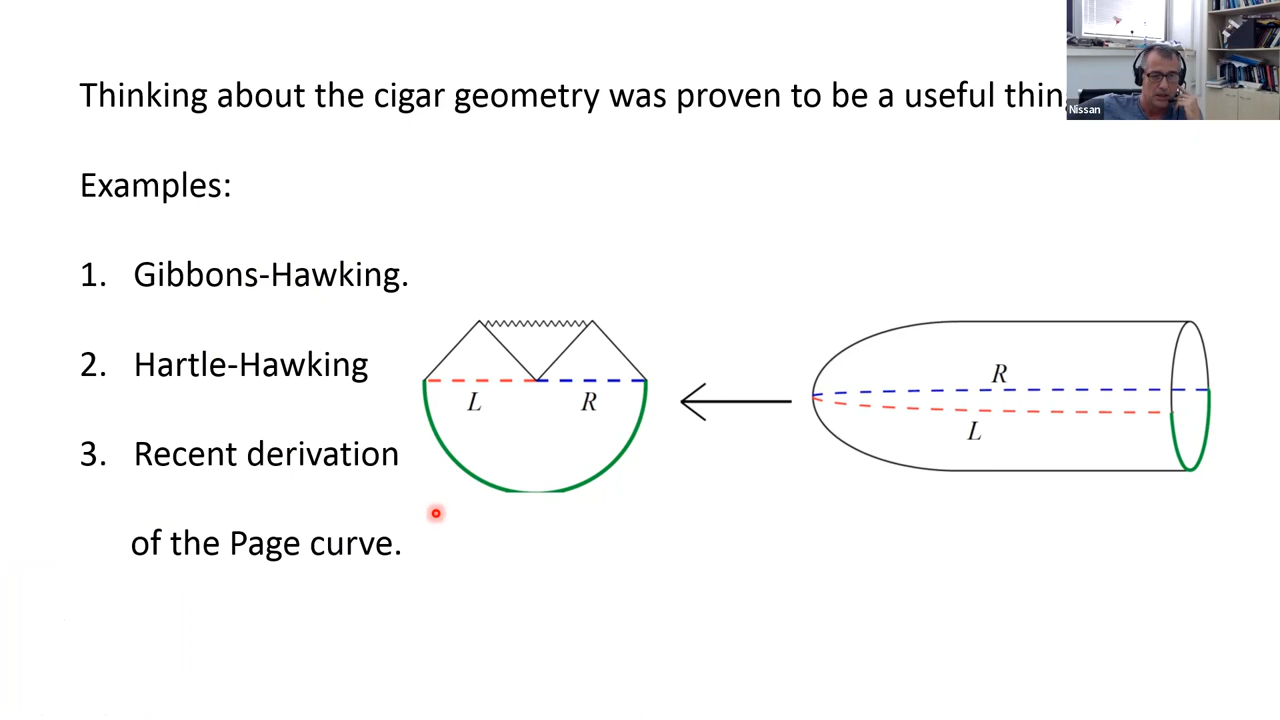 Thinking about the cigar geometry was proven to be a useful thin
Nissan
Examples:
1. Gibbons-Hawking.
2. Hartle-Hawking
3. Recent derivation
of the Page curve.
L
R
R
L